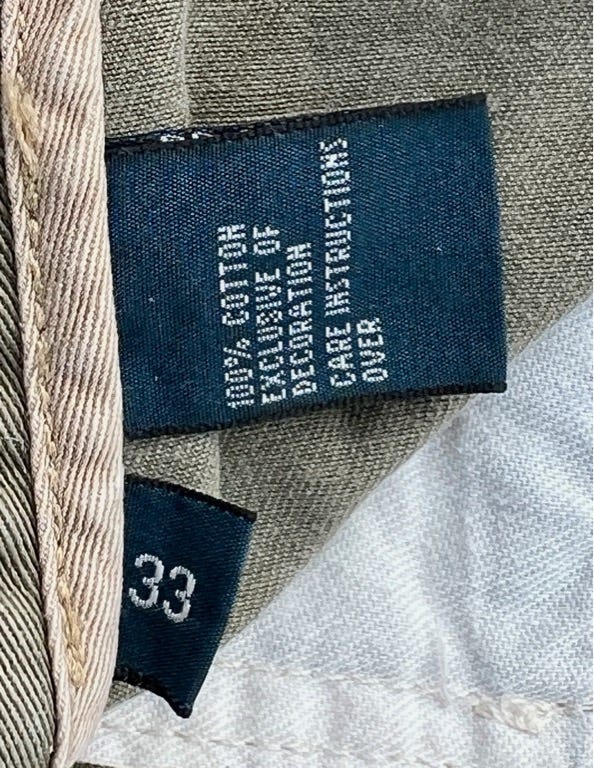 100% COTTON
EXCLUSIVE OF
DECORATION
CARE INSTRUCTIONS
OVER
33